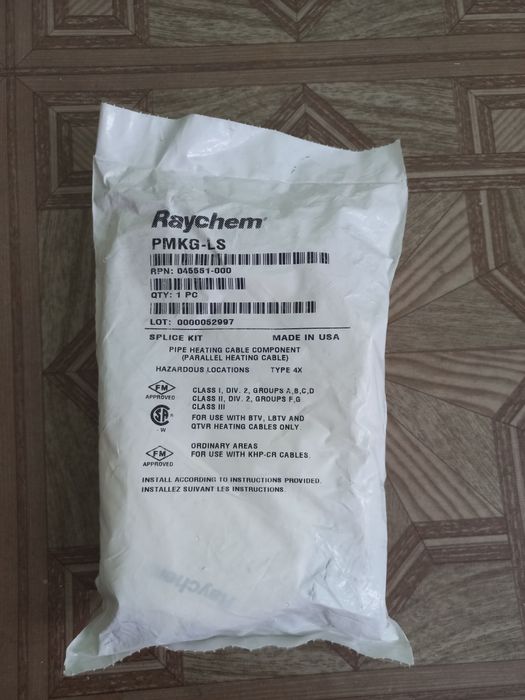 Raychem
PMKG-LS
RPN: 045551-000
QTY: 1 PC
LOT: 0000052997
SPLICE KIT MADE IN USA
PIPE HEATING CABLE COMPONENT
(PARALLEL HEATING CABLE)
HAZARDOUS LOCATIONS TYPE 4X
FM
APPROVED
CLASS I, DIV. 2, GROUPS A,B,C,D
CLASS II, DIV. 2, GROUPS F,G
CLASS III
SA
- W
FOR USE WITH BTV, LBTV AND
QTVR HEATING CABLES ONLY
FM
APPROVED
ORDINARY AREAS
FOR USE WITH KHP-CR CABLES.
INSTALL ACCORDING TO INSTRUCTIONS PROVIDED.
INSTALLEZ SUIVANT LES INSTRUCTIONS.
Raychem